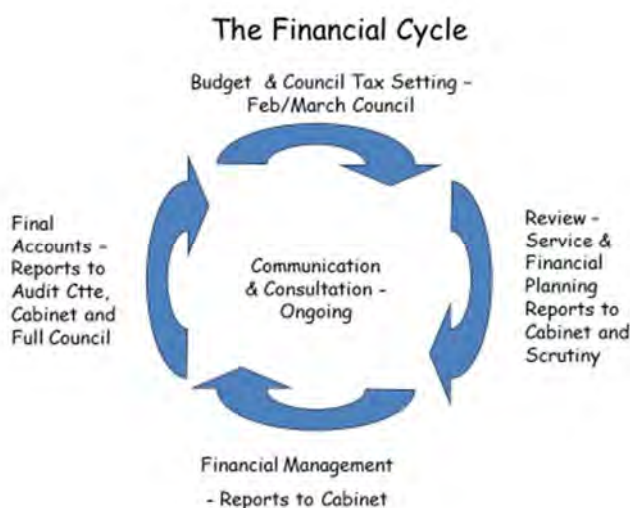 The Financial Cycle
Budget & Council Tax Setting –
Feb/March Council
Final
Accounts –
Reports to
Audit Ctte,
Cabinet and
Full Council
Communication
& Consultation –
Ongoing
Review –
Service &
Financial
Planning
Reports to
Cabinet and
Scrutiny
Financial Management
- Reports to Cabinet